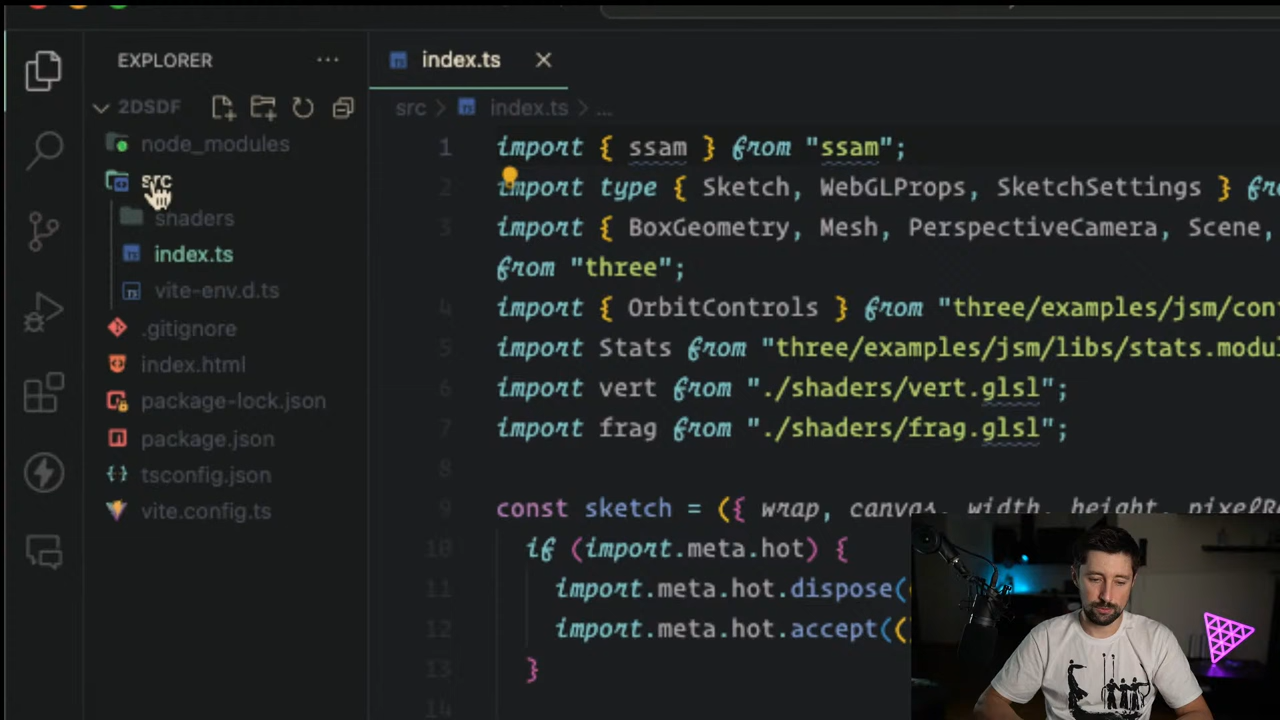 EXPLORER
index.ts
2DSDF
src > index.ts > ...
node_modules
src
shaders
index.ts
vite-env.d.ts
.gitignore
index.html
package-lock.json
package.json
tsconfig.json
vite.config.ts
1 import { ssam } from "ssam";
2 import type { Sketch, WebGLProps, SketchSettings }
3 import { BoxGeometry, Mesh, PerspectiveCamera, Scene,
from "three";
4 import { OrbitControls } from "three/examples/jsm/
5 import Stats from "three/examples/jsm/libs/
6 import vert from "./shaders/vert.glsl";
7 import frag from "./shaders/frag.glsl";
8
9 const sketch = ({ wrap, canvas, width, height,
10 if (import.meta.hot) {
11 import.meta.hot.dispose(
12 import.meta.hot.accept((
13 }
14